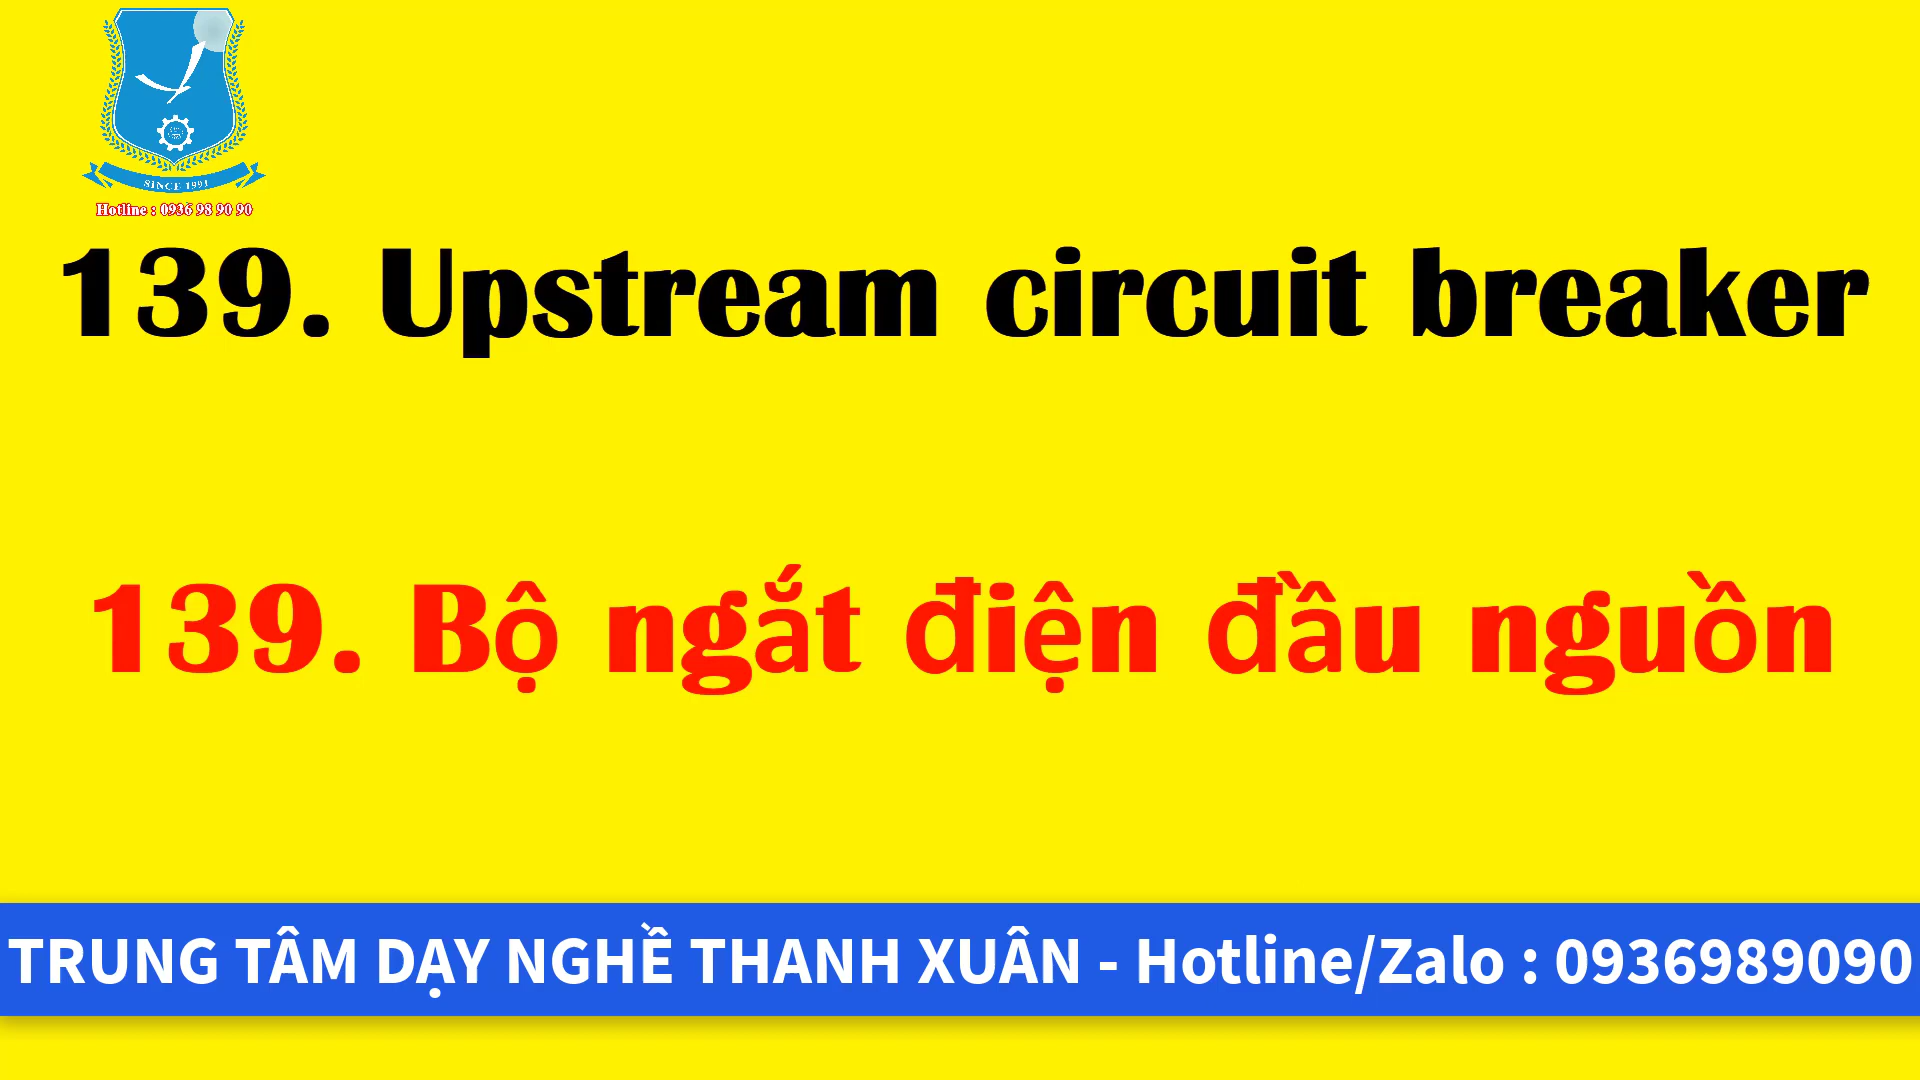 SINCE 1991
Hotline : 0936 98 90 90
139. Upstream circuit breaker
139. Bộ ngắt điện đầu nguồn
TRUNG TÂM DẠY NGHỀ THANH XUÂN - Hotline/Zalo : 0936989090